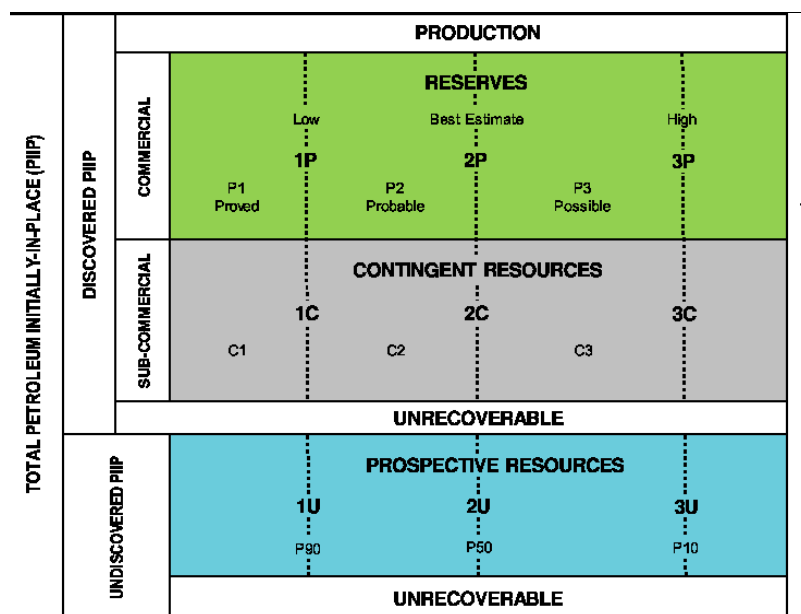 TOTAL PETROLEUM INITIALLY-IN-PLACE (PIIP)
DISCOVERED PIIP
PRODUCTION
COMMERCIAL
RESERVES
Low Best Estimate High
1P 2P 3P
P1 P2 P3
Proved Probable Possible
SUB-COMMERCIAL
CONTINGENT RESOURCES
1C 2C 3C
C1 C2 C3
UNRECOVERABLE
UNDISCOVERED PIIP
PROSPECTIVE RESOURCES
1U 2U 3U
P90 P50 P10
UNRECOVERABLE